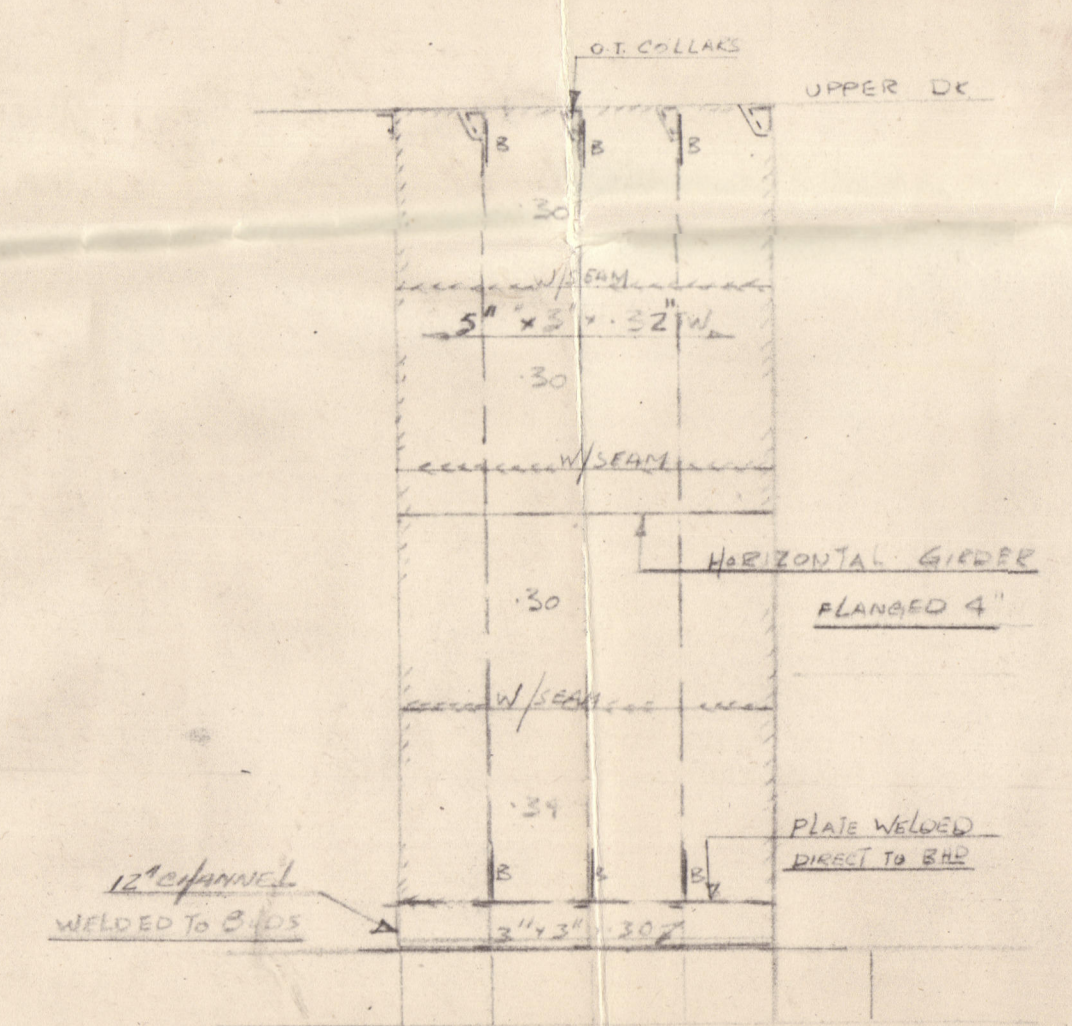 O.T. COLLARS
UPPER DK
B B B
.30
W/SEAM
5" x 3" x .32" TW
.30
W/SEAM
HORIZONTAL GIRDER
FLANGED 4"
.30
W/SEAM
.34
PLATE WELDED
DIRECT TO BHD
B B B
12" CHANNEL
WELDED TO
3" x 3" .30